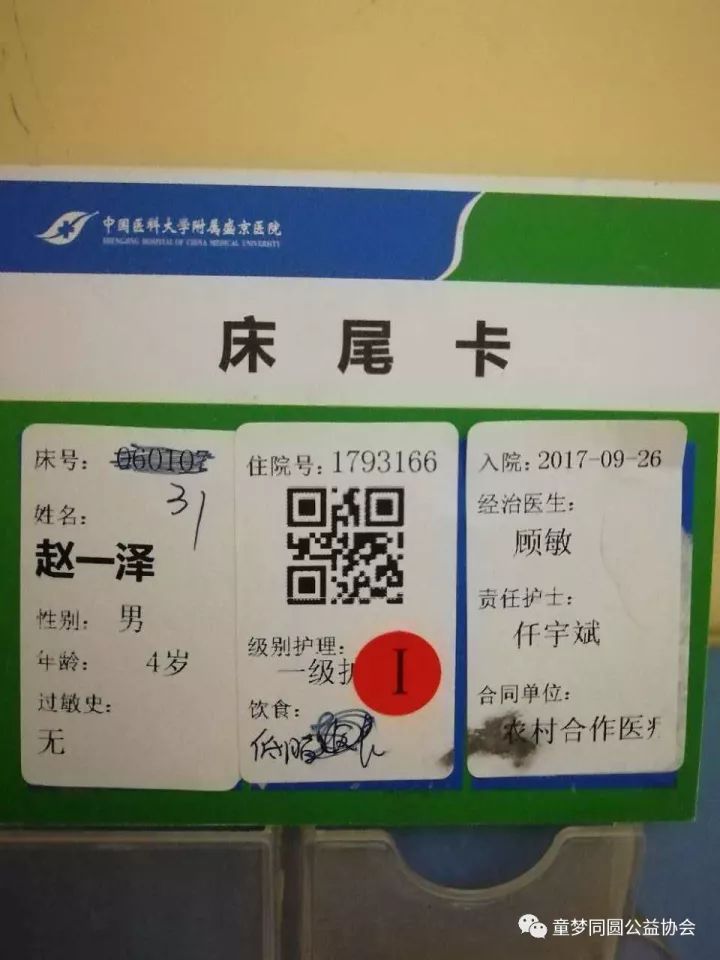 中国医科大学附属盛京医院
SHENGJING HOSPITAL OF CHINA MEDICAL UNIVERSITY
床尾卡
床号: 060107
31
姓名:
赵一泽
性别: 男
年龄: 4岁
过敏史:
无
住院号:1793166
级别护理:
一级护
I
饮食:
低脂
入院:2017-09-26
经治医生:
顾敏
责任护士:
仟宇斌
合同单位:
农村合作医疗
童梦同圆公益协会